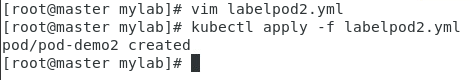 [root@master mylab]# vim labelpod2.yml
[root@master mylab]# kubectl apply -f labelpod2.yml
pod/pod-demo2 created
[root@master mylab]#